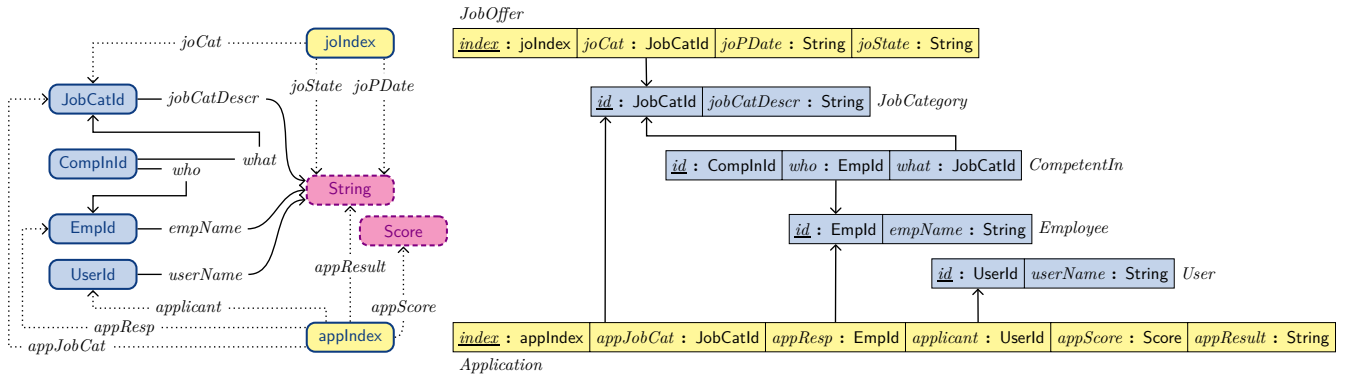 joCat
joIndex
joState
joPDate
JobCatId
jobCatDescr
CompInId
what
who
String
EmpId
empName
Score
UserId
userName
appResult
applicant
appScore
appResp
appIndex
appJobCat
JobOffer
index : joIndex joCat : JobCatId joPDate : String joState : String
id : JobCatId jobCatDescr : String JobCategory
id : CompInId who : EmpId what : JobCatId CompetentIn
id : EmpId empName : String Employee
id : UserId userName : String User
index : appIndex appJobCat : JobCatId appResp : EmpId applicant : UserId appScore : Score appResult : String
Application